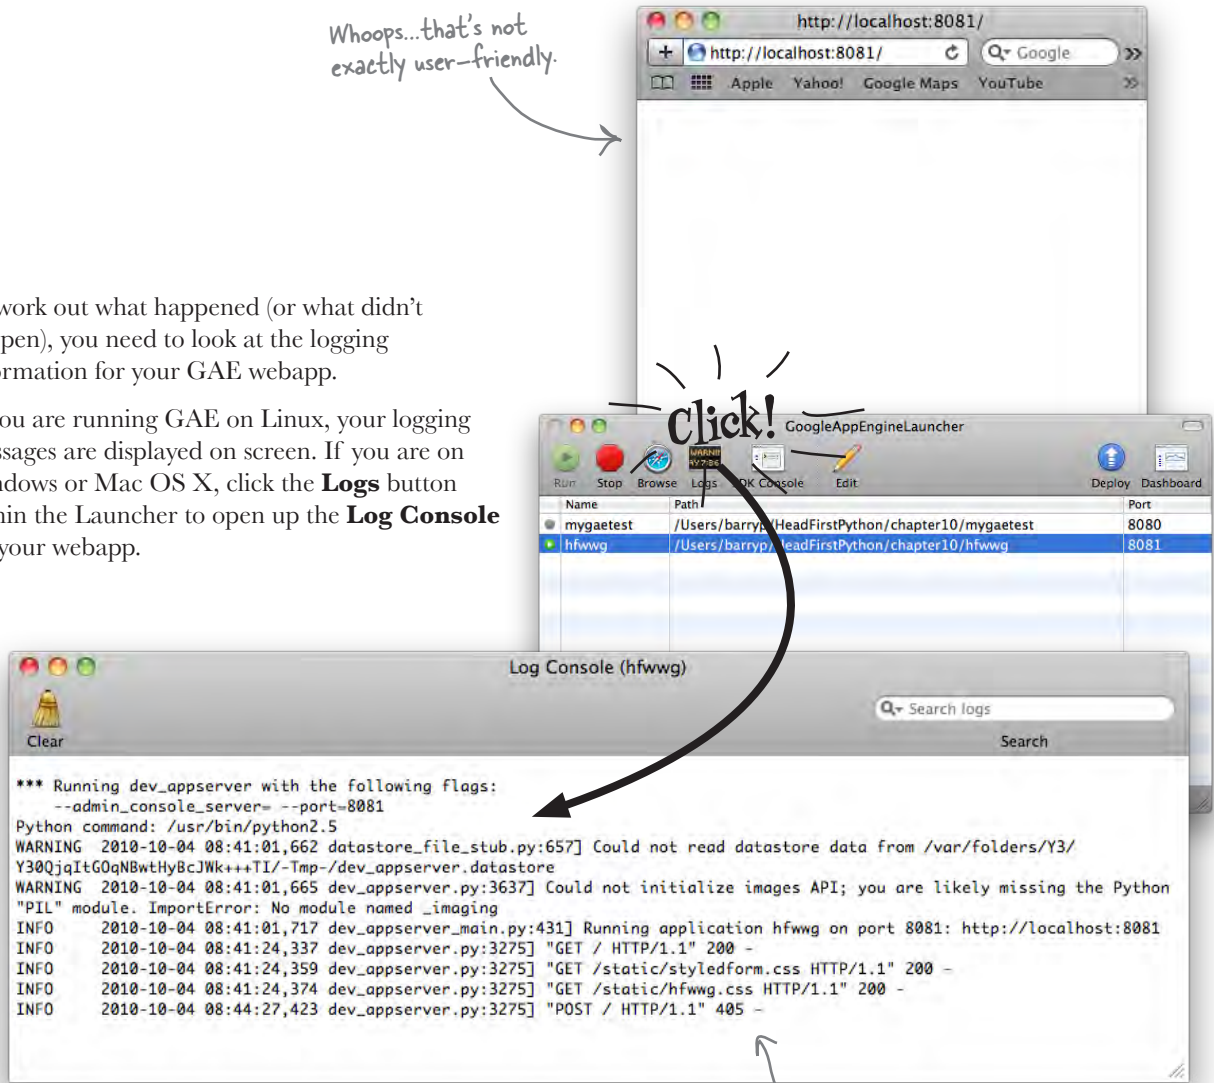 Whoops...that's not
exactly user-friendly.
http://localhost:8081/
http://localhost:8081/
Google
Apple Yahoo! Google Maps YouTube
work out what happened (or what didn't
pen), you need to look at the logging
ormation for your GAE webapp.
ou are running GAE on Linux, your logging
ssages are displayed on screen. If you are on
ndows or Mac OS X, click the Logs button
hin the Launcher to open up the Log Console
your webapp.
Click!
GoogleAppEngineLauncher
Run Stop Browse Logs SDK Console Edit Deploy Dashboard
Name Path Port
mygaetest /Users/barryp/HeadFirstPython/chapter10/mygaetest 8080
hfwwg /Users/barryp/HeadFirstPython/chapter10/hfwwg 8081
Log Console (hfwwg)
Search logs
Clear Search
*** Running dev_appserver with the following flags:
--admin_console_server= --port=8081
Python command: /usr/bin/python2.5
WARNING 2010-10-04 08:41:01,662 datastore_file_stub.py:657] Could not read datastore data from /var/folders/Y3/
Y30QjqItGOqNBwtHyBcJWk+++TI/-Tmp-/dev_appserver.datastore
WARNING 2010-10-04 08:41:01,665 dev_appserver.py:3637] Could not initialize images API; you are likely missing the Python
"PIL" module. ImportError: No module named _imaging
INFO 2010-10-04 08:41:01,717 dev_appserver_main.py:431] Running application hfwwg on port 8081: http://localhost:8081
INFO 2010-10-04 08:41:24,337 dev_appserver.py:3275] "GET / HTTP/1.1" 200 -
INFO 2010-10-04 08:41:24,359 dev_appserver.py:3275] "GET /static/styledform.css HTTP/1.1" 200 -
INFO 2010-10-04 08:41:24,374 dev_appserver.py:3275] "GET /static/hfwwg.css HTTP/1.1" 200 -
INFO 2010-10-04 08:44:27,423 dev_appserver.py:3275] "POST / HTTP/1.1" 405 -